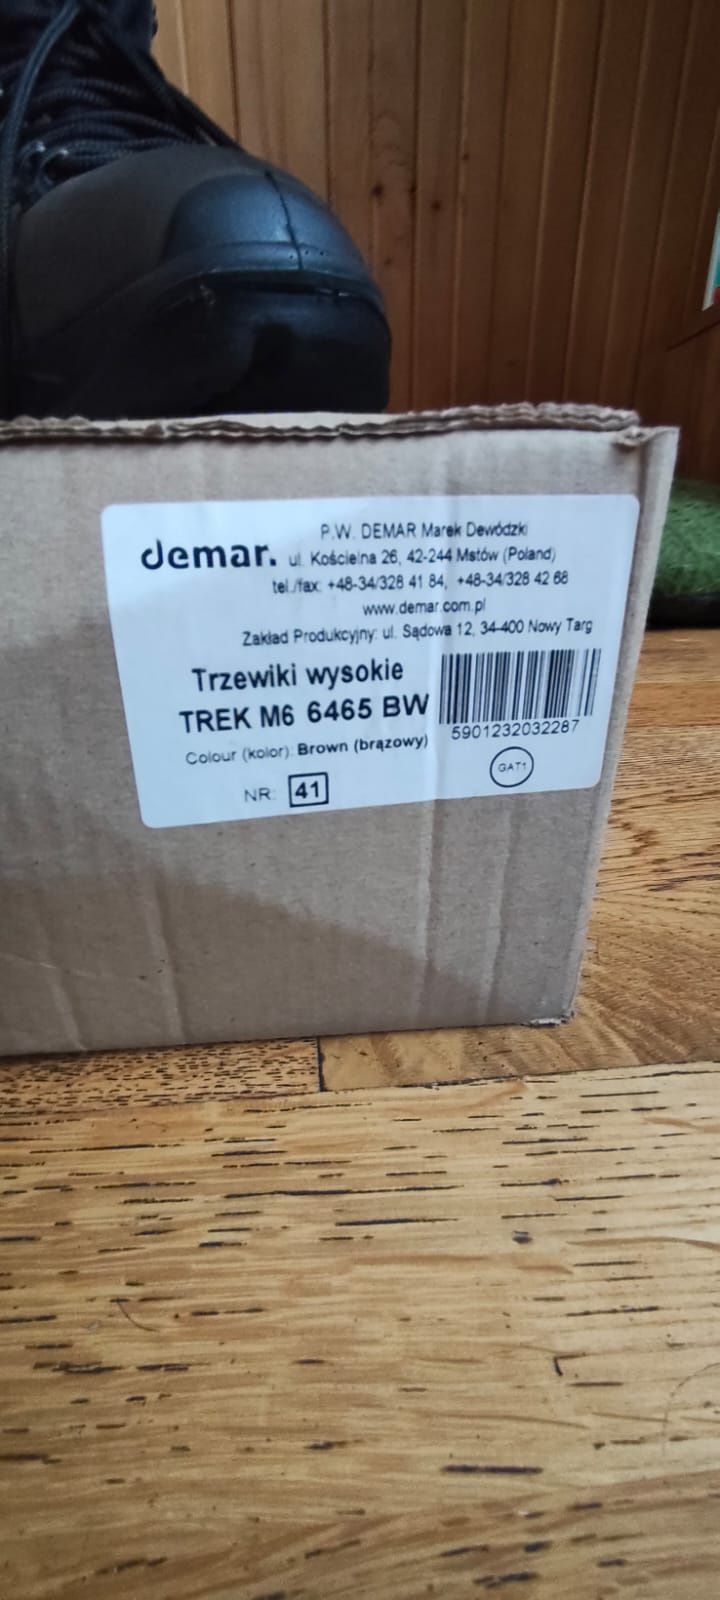 P.W. DEMAR Marek Dewódzki
demar. ul. Kościelna 26, 42-244 Mstów (Poland)
tel./fax: +48-34/328 41 84, +48-34/328 42 68
www.demar.com.pl
Zakład Produkcyjny: ul. Sądowa 12, 34-400 Nowy Targ
Trzewiki wysokie
TREK M6 6465 BW
5901232032287
Colour (kolor): Brown (brązowy)
GAT1
NR: 41